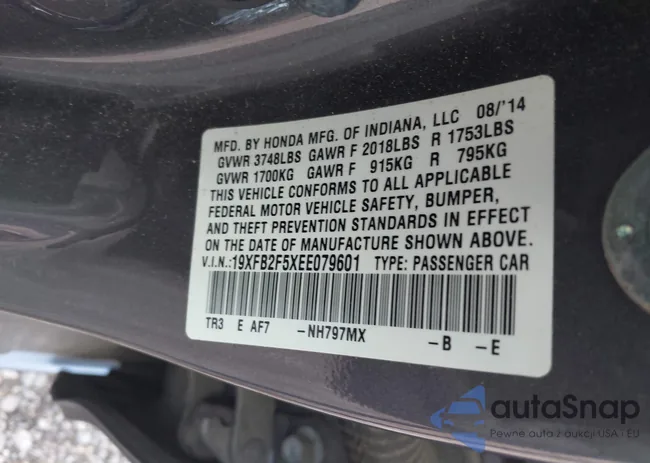 MFD. BY HONDA MFG. OF INDIANA, LLC 08/'14
GVWR 3748LBS GAWR F 2018LBS R 1753LBS
GVWR 1700KG GAWR F 915KG R 795KG
THIS VEHICLE CONFORMS TO ALL APPLICABLE
FEDERAL MOTOR VEHICLE SAFETY, BUMPER,
AND THEFT PREVENTION STANDARDS IN EFFECT
ON THE DATE OF MANUFACTURE SHOWN ABOVE.
V.I.N.:19XFB2F5XEE079601 TYPE: PASSENGER CAR
TR3 E AF7 -NH797MX -B -E
autaSnap
Pewne auta z aukcji USA i EU